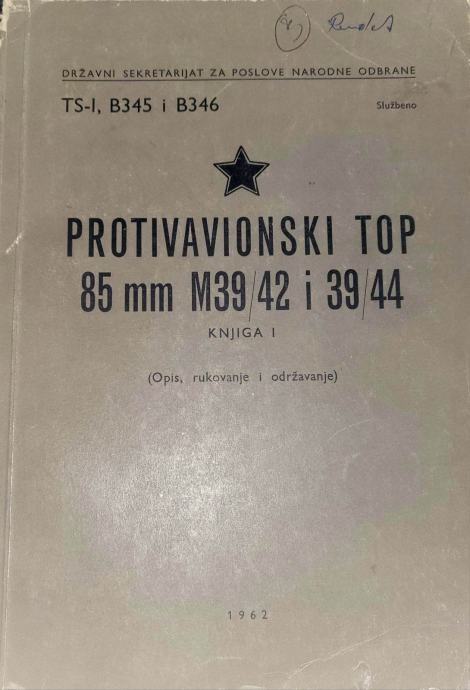 DRŽAVNI SEKRETARIJAT ZA POSLOVE NARODNE ODBRANE
TS-I, B345 i B346
Službeno
PROTIVAVIONSKI TOP
85 mm M39/42 i 39/44
KNJIGA I
(Opis, rukovanje i održavanje)
1962